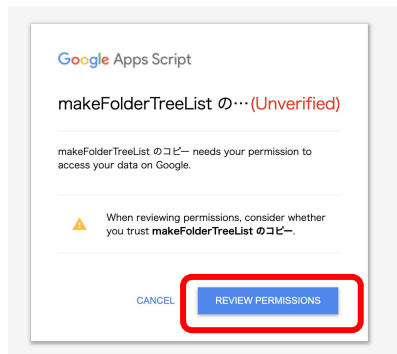 Google Apps Script
makeFolderTreeList の…(Unverified)
makeFolderTreeList のコピー needs your permission to
access your data on Google.
When reviewing permissions, consider whether
you trust makeFolderTreeList のコピー.
CANCEL REVIEW PERMISSIONS